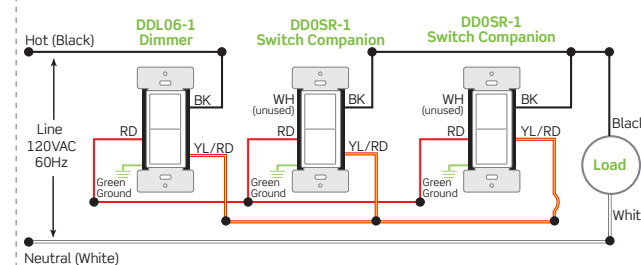 DDL06-1
Dimmer
DD0SR-1
Switch Companion
DD0SR-1
Switch Companion
Hot (Black)
BK
WH
(unused)
BK
WH
(unused)
BK
Line
120VAC
60Hz
RD
YL/RD
RD
YL/RD
RD
YL/RD
Black
Load
Green
Ground
Green
Ground
Green
Ground
Whit
Neutral (White)